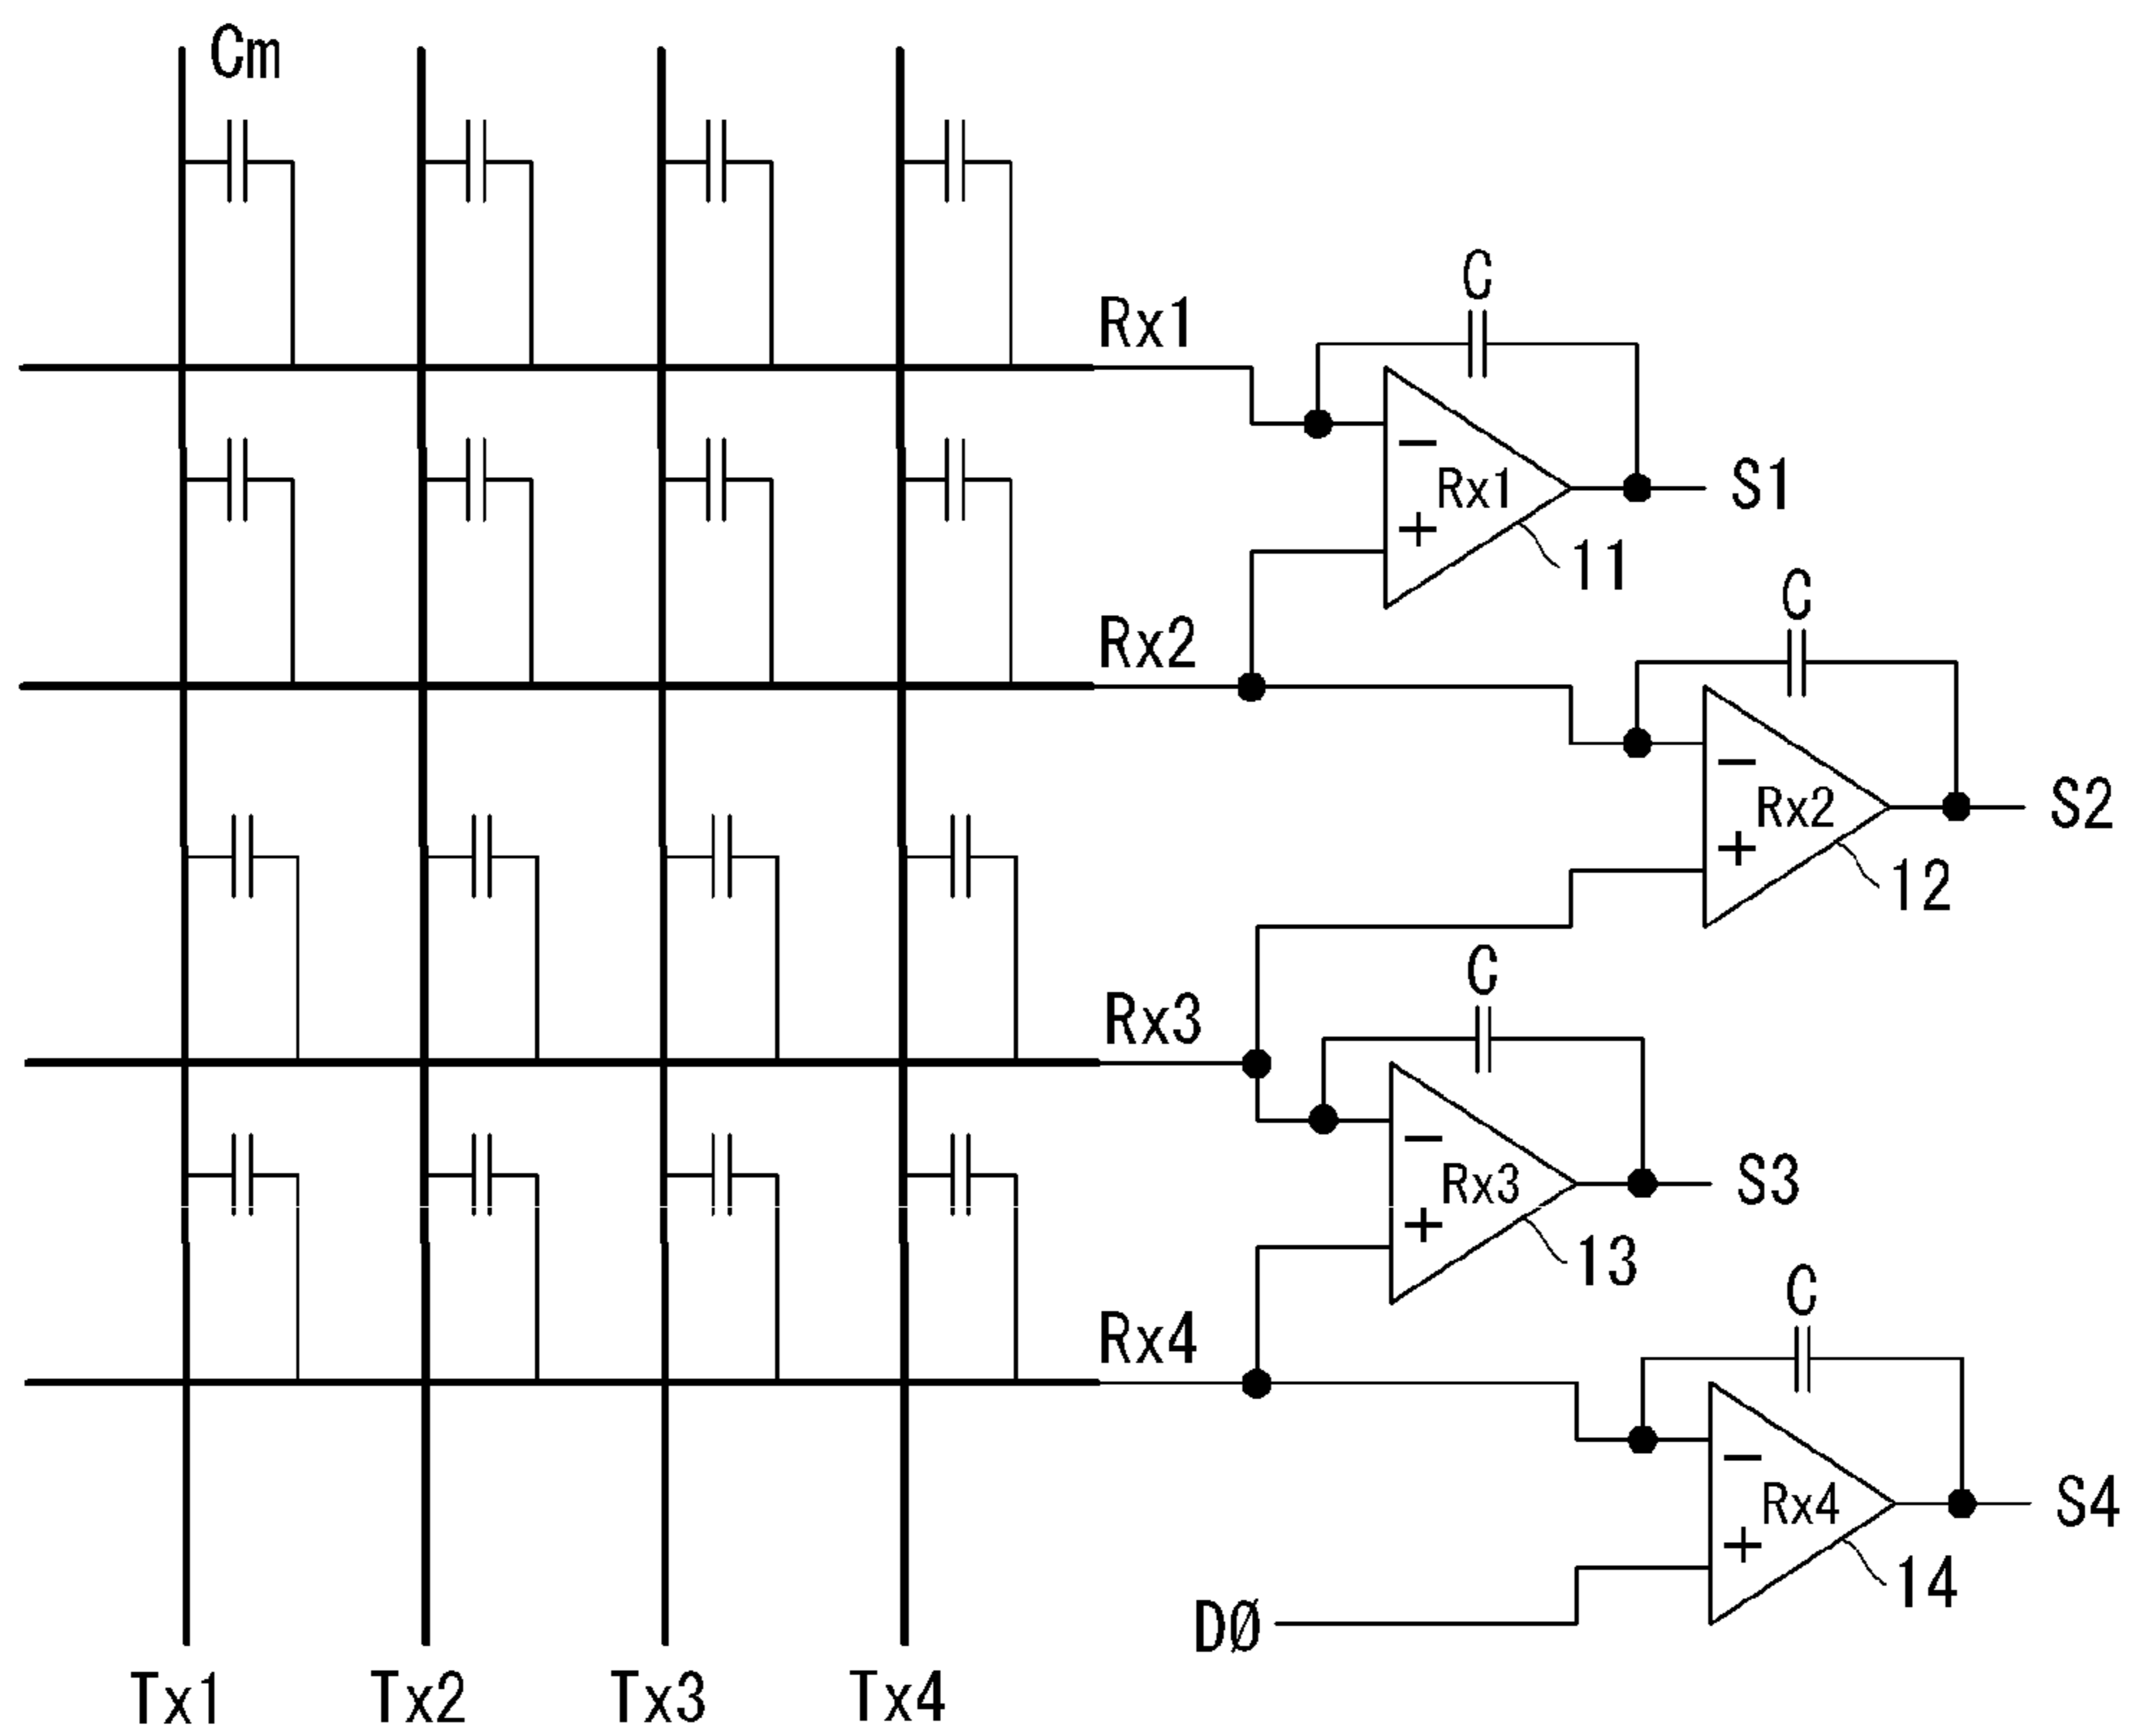 Cm
C
Rx1
−
Rx1
S1
+
11
C
Rx2
−
Rx2
S2
+
12
C
Rx3
−
Rx3
S3
+
13
C
Rx4
−
Rx4
S4
+
14
DØ
Tx1 Tx2 Tx3 Tx4